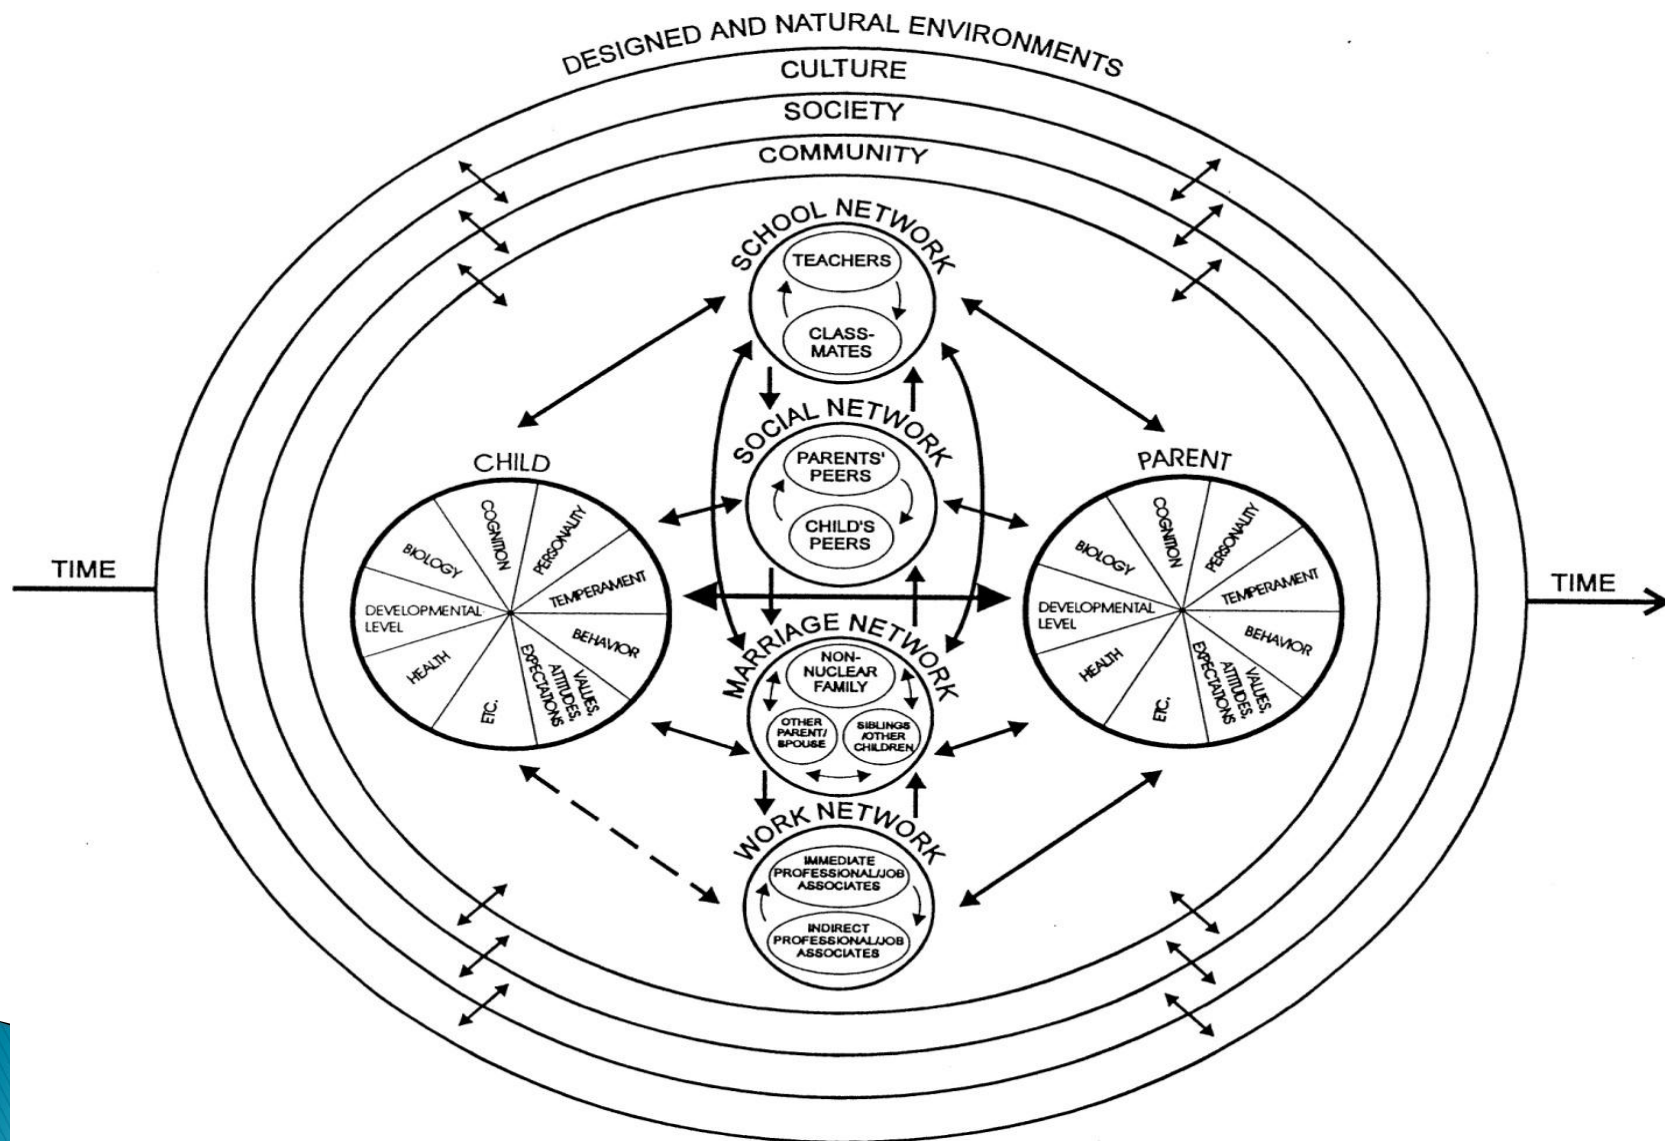 DESIGNED AND NATURAL ENVIRONMENTS
CULTURE
SOCIETY
COMMUNITY
SCHOOL NETWORK
TEACHERS
CLASS-
MATES
SOCIAL NETWORK
PARENTS'
PEERS
CHILD'S
PEERS
CHILD
COGNITION
PERSONALITY
BIOLOGY
TEMPERAMENT
DEVELOPMENTAL
LEVEL
BEHAVIOR
HEALTH
VALUES,
ATTITUDES,
EXPECTATIONS
ETC.
PARENT
COGNITION
PERSONALITY
BIOLOGY
TEMPERAMENT
DEVELOPMENTAL
LEVEL
BEHAVIOR
HEALTH
VALUES,
ATTITUDES,
EXPECTATIONS
ETC.
TIME
TIME
MARRIAGE NETWORK
NON-
NUCLEAR
FAMILY
OTHER
PARENT/
SPOUSE
SIBLINGS
/OTHER
CHILDREN
WORK NETWORK
IMMEDIATE
PROFESSIONAL/JOB
ASSOCIATES
INDIRECT
PROFESSIONAL/JOB
ASSOCIATES